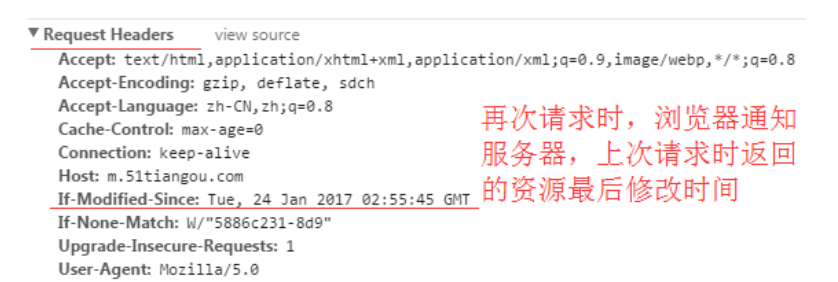 Request Headers view source
Accept: text/html,application/xhtml+xml,application/xml;q=0.9,image/webp,*/*;q=0.8
Accept-Encoding: gzip, deflate, sdch
Accept-Language: zh-CN,zh;q=0.8
Cache-Control: max-age=0
Connection: keep-alive
Host: m.51tiangou.com
If-Modified-Since: Tue, 24 Jan 2017 02:55:45 GMT
If-None-Match: W/"5886c231-8d9"
Upgrade-Insecure-Requests: 1
User-Agent: Mozilla/5.0
再次请求时，浏览器通知
服务器，上次请求时返回
的资源最后修改时间